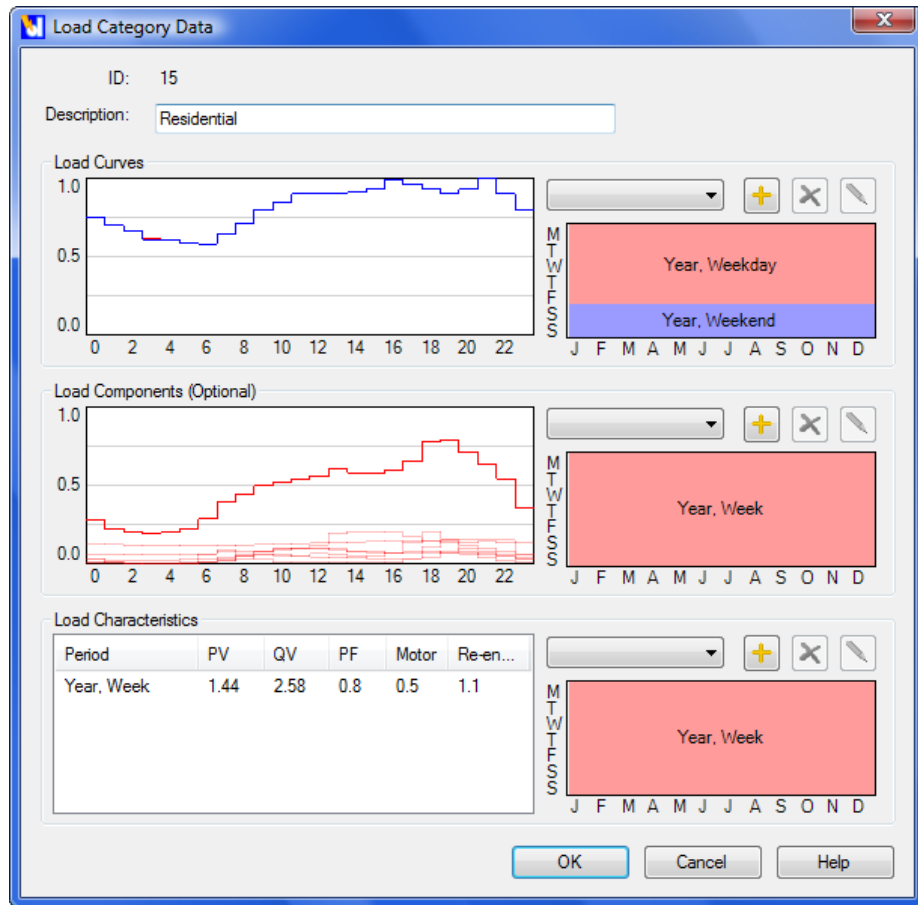 Load Category Data
ID: 15
Description: Residential
Load Curves
1.0
0.5
0.0
0 2 4 6 8 10 12 14 16 18 20 22
M
T
W
T
F
S
S
Year, Weekday
Year, Weekend
J F M A M J J A S O N D
Load Components (Optional)
1.0
0.5
0.0
0 2 4 6 8 10 12 14 16 18 20 22
M
T
W
T
F
S
S
Year, Week
J F M A M J J A S O N D
Load Characteristics
Period PV QV PF Motor Re-en...
Year, Week 1.44 2.58 0.8 0.5 1.1
M
T
W
T
F
S
S
Year, Week
J F M A M J J A S O N D
OK Cancel Help